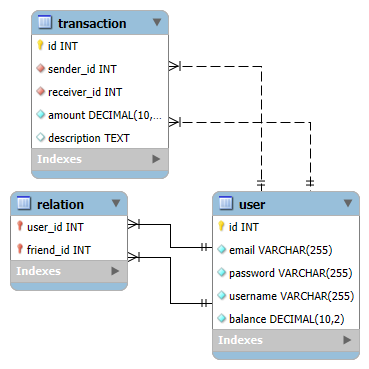 transaction
id INT
sender_id INT
receiver_id INT
amount DECIMAL(10,...
description TEXT
Indexes
relation
user_id INT
friend_id INT
Indexes
user
id INT
email VARCHAR(255)
password VARCHAR(255)
username VARCHAR(255)
balance DECIMAL(10,2)
Indexes